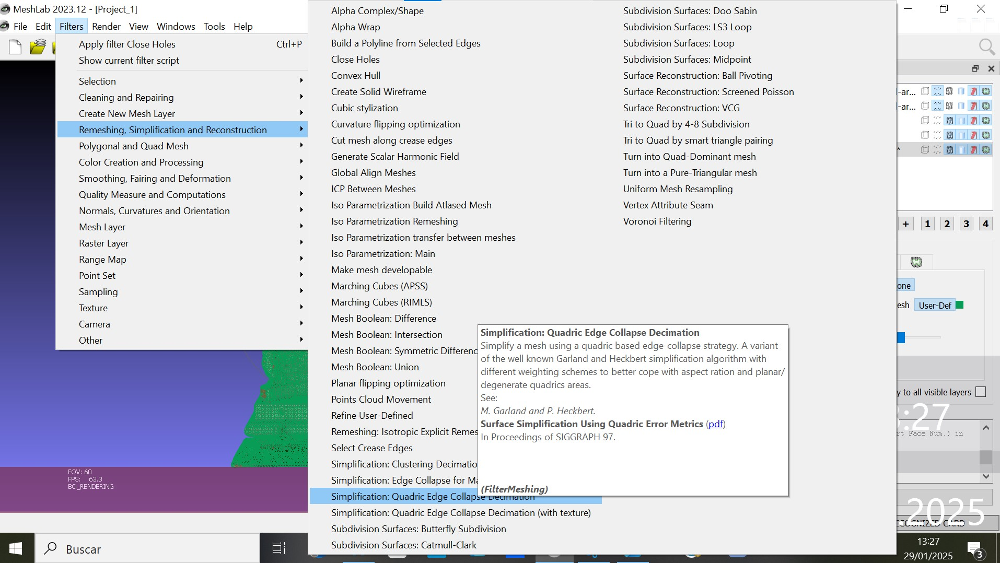 MeshLab 2023.12 - [Project_1]
File Edit Filters Render View Windows Tools Help
Apply filter Close Holes Ctrl+P
Show current filter script
Selection
Cleaning and Repairing
Create New Mesh Layer
Remeshing, Simplification and Reconstruction
Polygonal and Quad Mesh
Color Creation and Processing
Smoothing, Fairing and Deformation
Quality Measure and Computations
Normals, Curvatures and Orientation
Mesh Layer
Raster Layer
Range Map
Point Set
Sampling
Texture
Camera
Other
Alpha Complex/Shape
Alpha Wrap
Build a Polyline from Selected Edges
Close Holes
Convex Hull
Create Solid Wireframe
Cubic stylization
Curvature flipping optimization
Cut mesh along crease edges
Generate Scalar Harmonic Field
Global Align Meshes
ICP Between Meshes
Iso Parametrization Build Atlased Mesh
Iso Parametrization Remeshing
Iso Parametrization transfer between meshes
Iso Parametrization: Main
Make mesh developable
Marching Cubes (APSS)
Marching Cubes (RIMLS)
Mesh Boolean: Difference
Mesh Boolean: Intersection
Mesh Boolean: Symmetric Differenc
Mesh Boolean: Union
Planar flipping optimization
Points Cloud Movement
Refine User-Defined
Remeshing: Isotropic Explicit Remes
Select Crease Edges
Simplification: Clustering Decimatio
Simplification: Edge Collapse for Ma
Simplification: Quadric Edge Collapse Decimation
Simplification: Quadric Edge Collapse Decimation (with texture)
Subdivision Surfaces: Butterfly Subdivision
Subdivision Surfaces: Catmull-Clark
Subdivision Surfaces: Doo Sabin
Subdivision Surfaces: LS3 Loop
Subdivision Surfaces: Loop
Subdivision Surfaces: Midpoint
Surface Reconstruction: Ball Pivoting
Surface Reconstruction: Screened Poisson
Surface Reconstruction: VCG
Tri to Quad by 4-8 Subdivision
Tri to Quad by smart triangle pairing
Turn into Quad-Dominant mesh
Turn into a Pure-Triangular mesh
Uniform Mesh Resampling
Vertex Attribute Seam
Voronoi Filtering
Simplification: Quadric Edge Collapse Decimation
Simplify a mesh using a quadric based edge-collapse strategy. A variant
of the well known Garland and Heckbert simplification algorithm with
different weighting schemes to better cope with aspect ration and planar/
degenerate quadrics areas.
See:
M. Garland and P. Heckbert.
Surface Simplification Using Quadric Error Metrics (pdf)
In Proceedings of SIGGRAPH 97.
(FilterMeshing)
l-ar...
l-ar...
*
+ 1 2 3 4
one
esh User-Def
y to all visible layers
:27
rt Face Num.) in
2025
ECOGNIZED CARD
FOV: 60
FPS: 63.3
BO_RENDERING
Buscar
13:27
29/01/2025
3